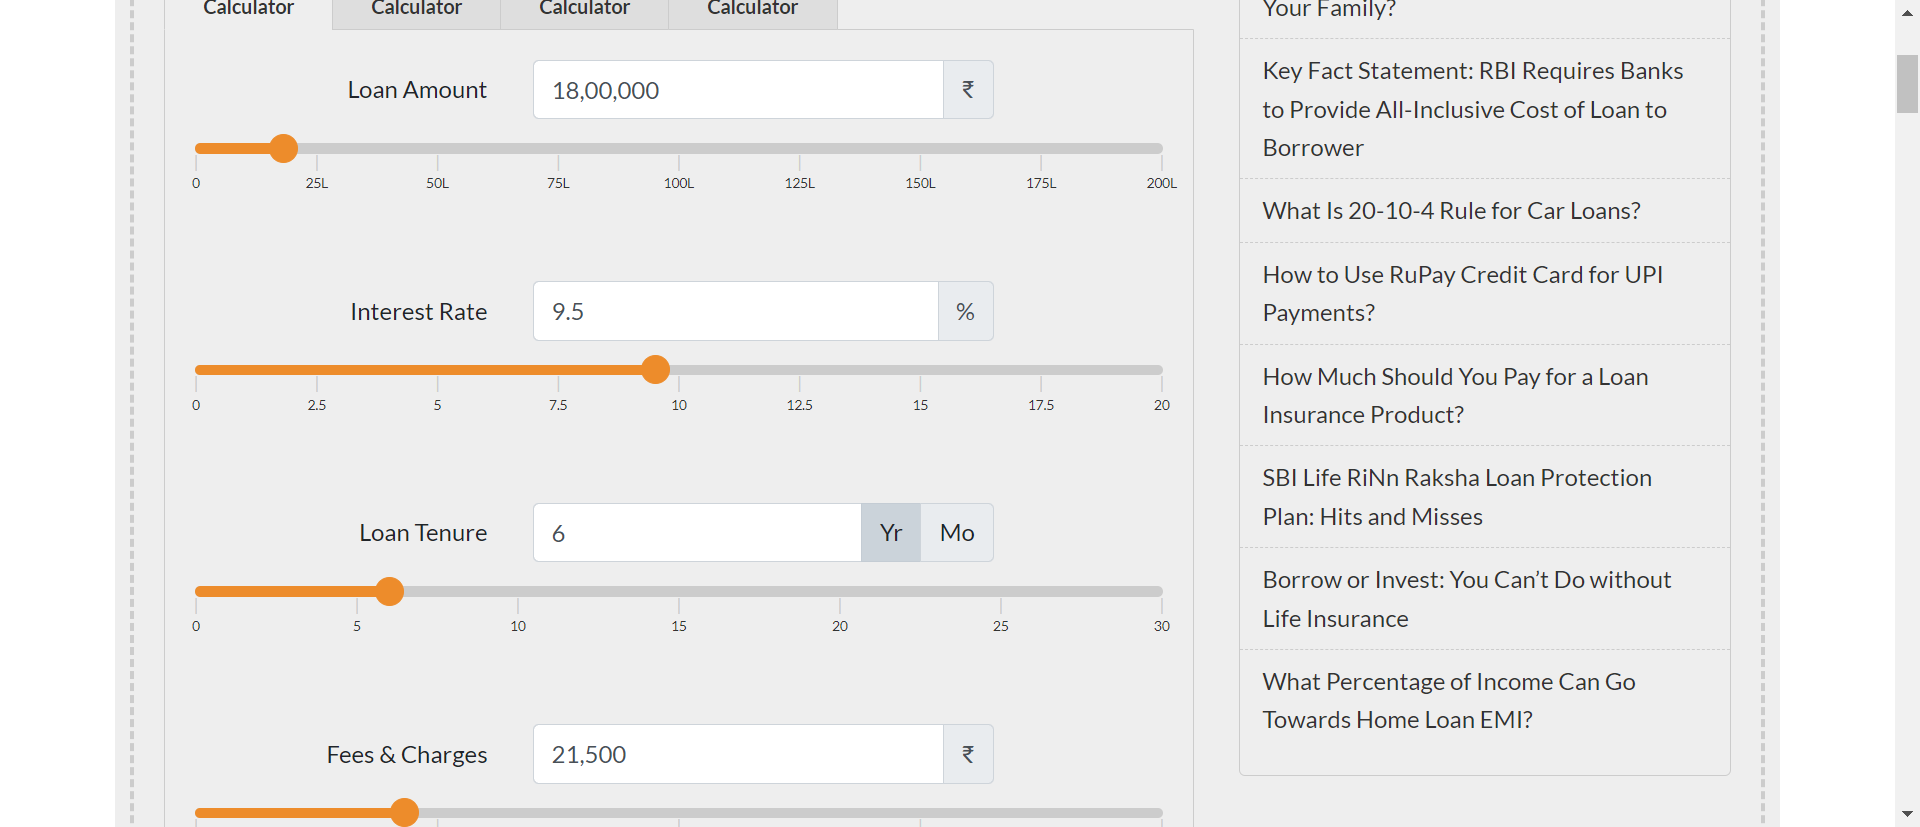 Calculator
Calculator
Calculator
Calculator
Loan Amount
18,00,000
₹
0
25L
50L
75L
100L
125L
150L
175L
200L
Interest Rate
9.5
%
0
2.5
5
7.5
10
12.5
15
17.5
20
Loan Tenure
6
Yr
Mo
0
5
10
15
20
25
30
Fees & Charges
21,500
₹
Your Family?
Key Fact Statement: RBI Requires Banks
to Provide All-Inclusive Cost of Loan to
Borrower
What Is 20-10-4 Rule for Car Loans?
How to Use RuPay Credit Card for UPI
Payments?
How Much Should You Pay for a Loan
Insurance Product?
SBI Life RiNn Raksha Loan Protection
Plan: Hits and Misses
Borrow or Invest: You Can’t Do without
Life Insurance
What Percentage of Income Can Go
Towards Home Loan EMI?